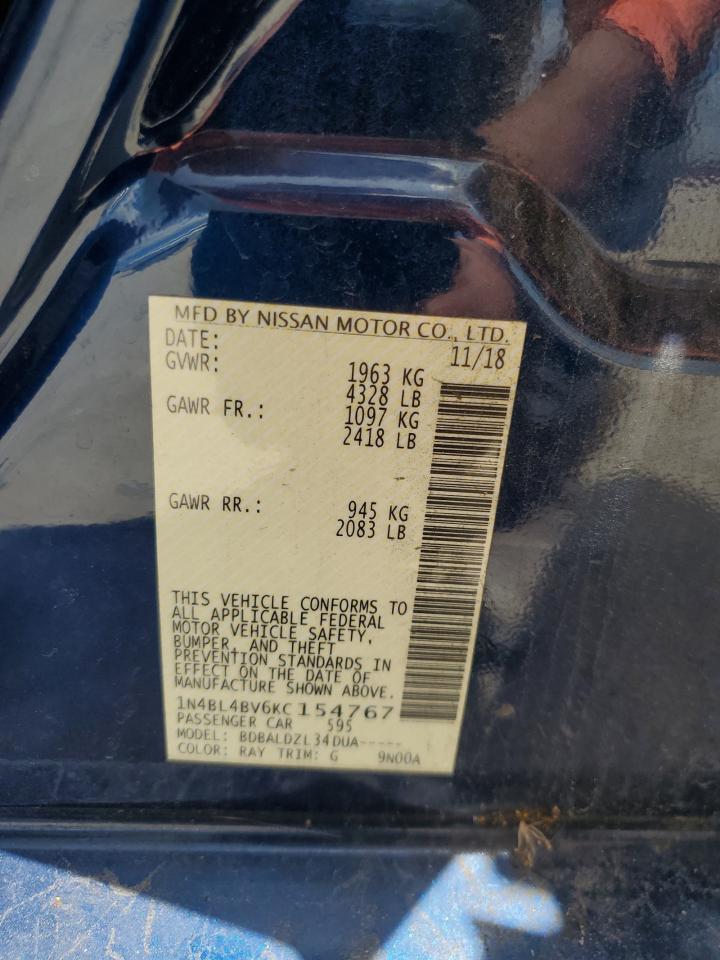 MFD BY NISSAN MOTOR CO., LTD.
DATE: 11/18
GVWR: 1963 KG
4328 LB
GAWR FR.: 1097 KG
2418 LB
GAWR RR.: 945 KG
2083 LB
THIS VEHICLE CONFORMS TO
ALL APPLICABLE FEDERAL
MOTOR VEHICLE SAFETY,
BUMPER, AND THEFT
PREVENTION STANDARDS IN
EFFECT ON THE DATE OF
MANUFACTURE SHOWN ABOVE.
1N4BL4BV6KC154767
PASSENGER CAR 595
MODEL: BDBALDZL34DUA-----
COLOR: RAY TRIM: G 9N00A